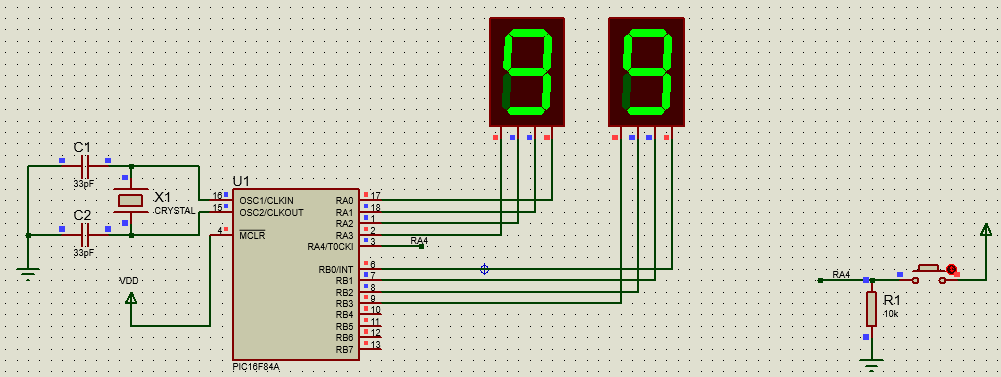 99
C1
33pF
X1
CRYSTAL
C2
33pF
VDD
U1
16
OSC1/CLKIN
15
OSC2/CLKOUT
4
MCLR
RA0
17
RA1
18
RA2
1
RA3
2
RA4/T0CKI
3
RA4
RB0/INT
6
RB1
7
RB2
8
RB3
9
RB4
10
RB5
11
RB6
12
RB7
13
PIC16F84A
RA4
R1
10k